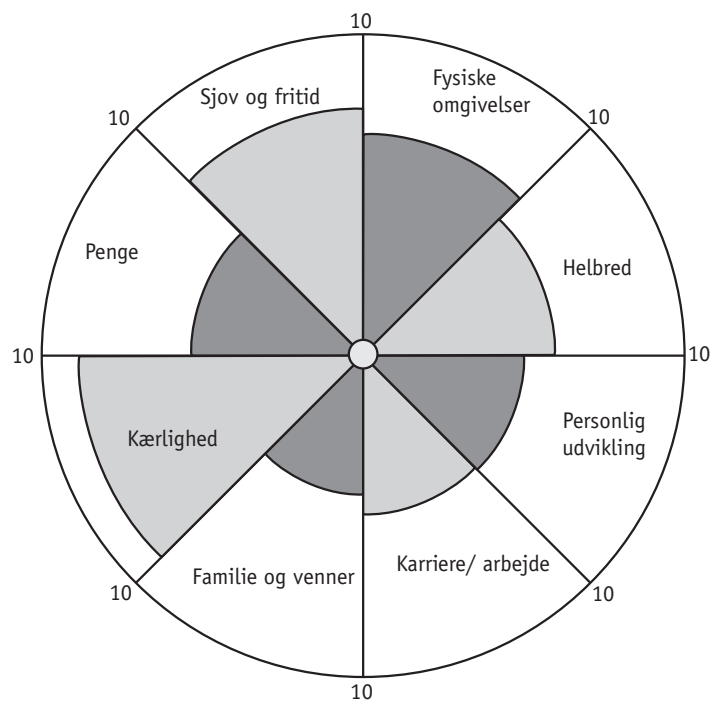 10
Sjov og fritid
Fysiske
omgivelser
10
10
Penge
Helbred
10
10
Kærlighed
Personlig
udvikling
Familie og venner
Karriere/ arbejde
10
10
10